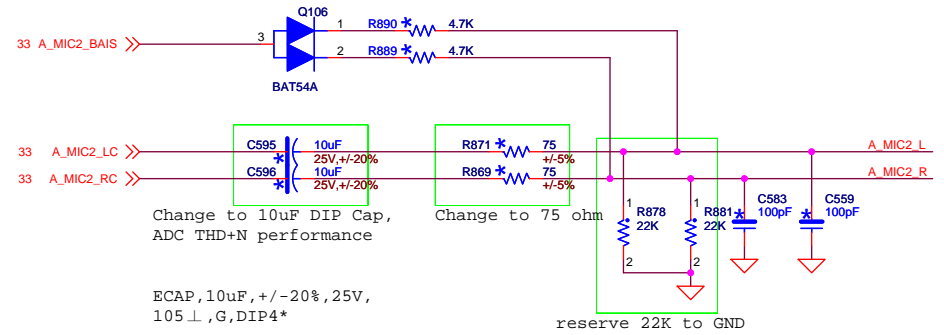 Q106
33 A_MIC2_BAIS
3
1
R890 * 4.7K
2
R889 * 4.7K
BAT54A
33 A_MIC2_LC
C595 * 10uF
25V,+/-20%
R871 * 75
+/-5%
A_MIC2_L
33 A_MIC2_RC
C596 * 10uF
25V,+/-20%
R869 * 75
+/-5%
A_MIC2_R
Change to 10uF DIP Cap,
ADC THD+N performance
Change to 75 ohm
1
R878
22K
2
1
R881
22K
2
C583
* 100pF
C559
* 100pF
ECAP,10uF,+/-20%,25V,
105⊥,G,DIP4*
reserve 22K to GND